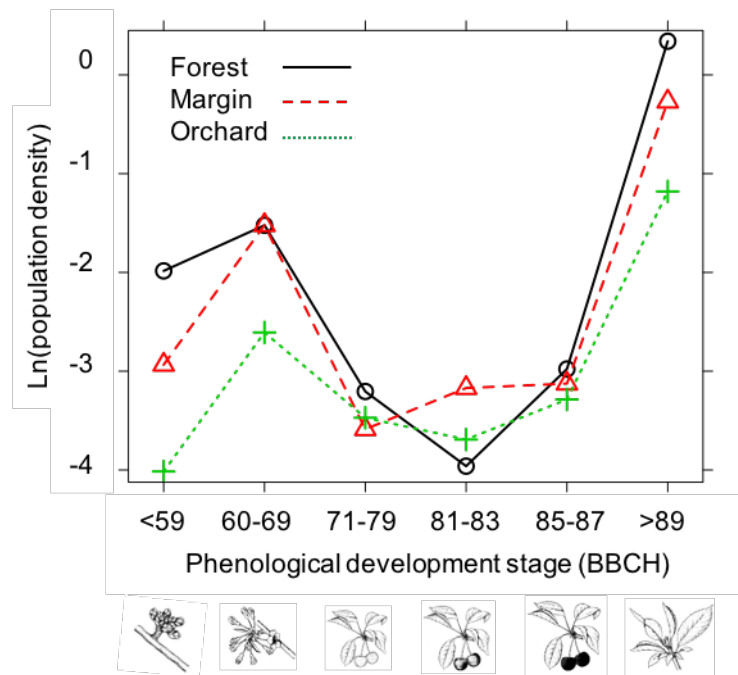 0
-1
-2
-3
-4
Ln(population density)
Forest
Margin
Orchard
<59 60-69 71-79 81-83 85-87 >89
Phenological development stage (BBCH)